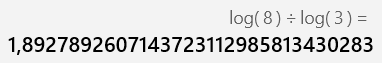 log( 8 ) ÷ log( 3 ) =
1,8927892607143723112985813430283